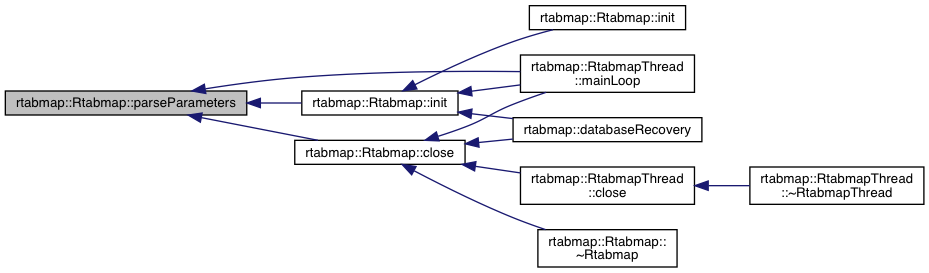 rtabmap::Rtabmap::init
rtabmap::RtabmapThread
::mainLoop
rtabmap::Rtabmap::parseParameters
rtabmap::Rtabmap::init
rtabmap::databaseRecovery
rtabmap::Rtabmap::close
rtabmap::RtabmapThread
::close
rtabmap::RtabmapThread
::~RtabmapThread
rtabmap::Rtabmap::
~Rtabmap